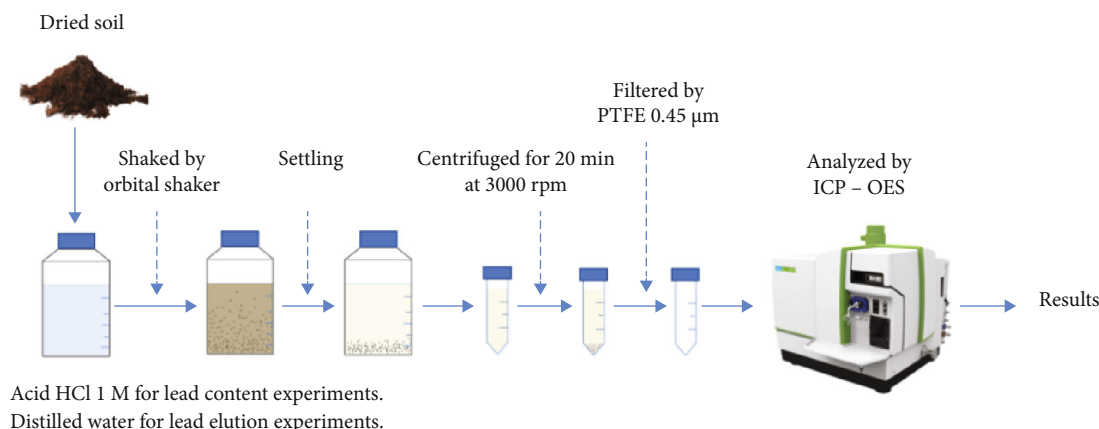 Dried soil
Shaked by
orbital shaker
Settling
Centrifuged for 20 min
at 3000 rpm
Filtered by
PTFE 0.45 µm
Analyzed by
ICP – OES
Results
Acid HCl 1 M for lead content experiments.
Distilled water for lead elution experiments.